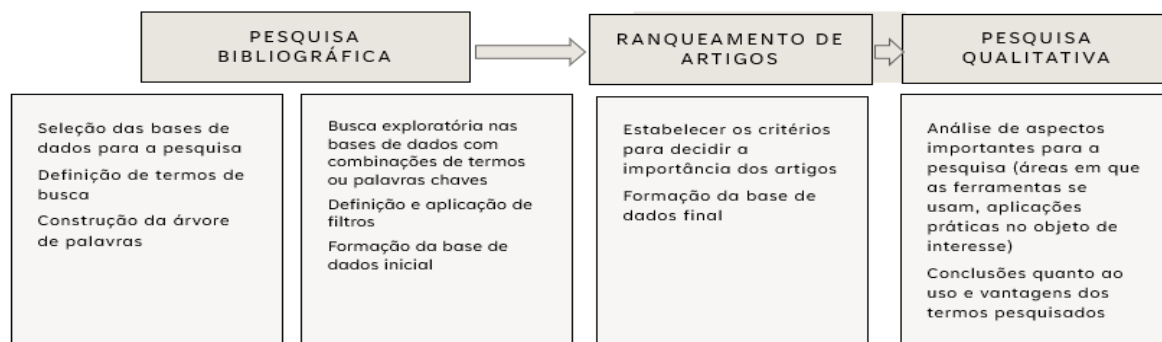 PESQUISA
BIBLIOGRÁFICA
RANQUEAMENTO DE
ARTIGOS
PESQUISA
QUALITATIVA
Seleção das bases de
dados para a pesquisa
Definição de termos de
busca
Construção da árvore
de palavras
Busca exploratória nas
bases de dados com
combinações de termos
ou palavras chaves
Definição e aplicação de
filtros
Formação da base de
dados inicial
Estabelecer os critérios
para decidir a
importância dos artigos
Formação da base de
dados final
Análise de aspectos
importantes para a
pesquisa (áreas em que
as ferramentas se
usam, aplicações
práticas no objeto de
interesse)
Conclusões quanto ao
uso e vantagens dos
termos pesquisados